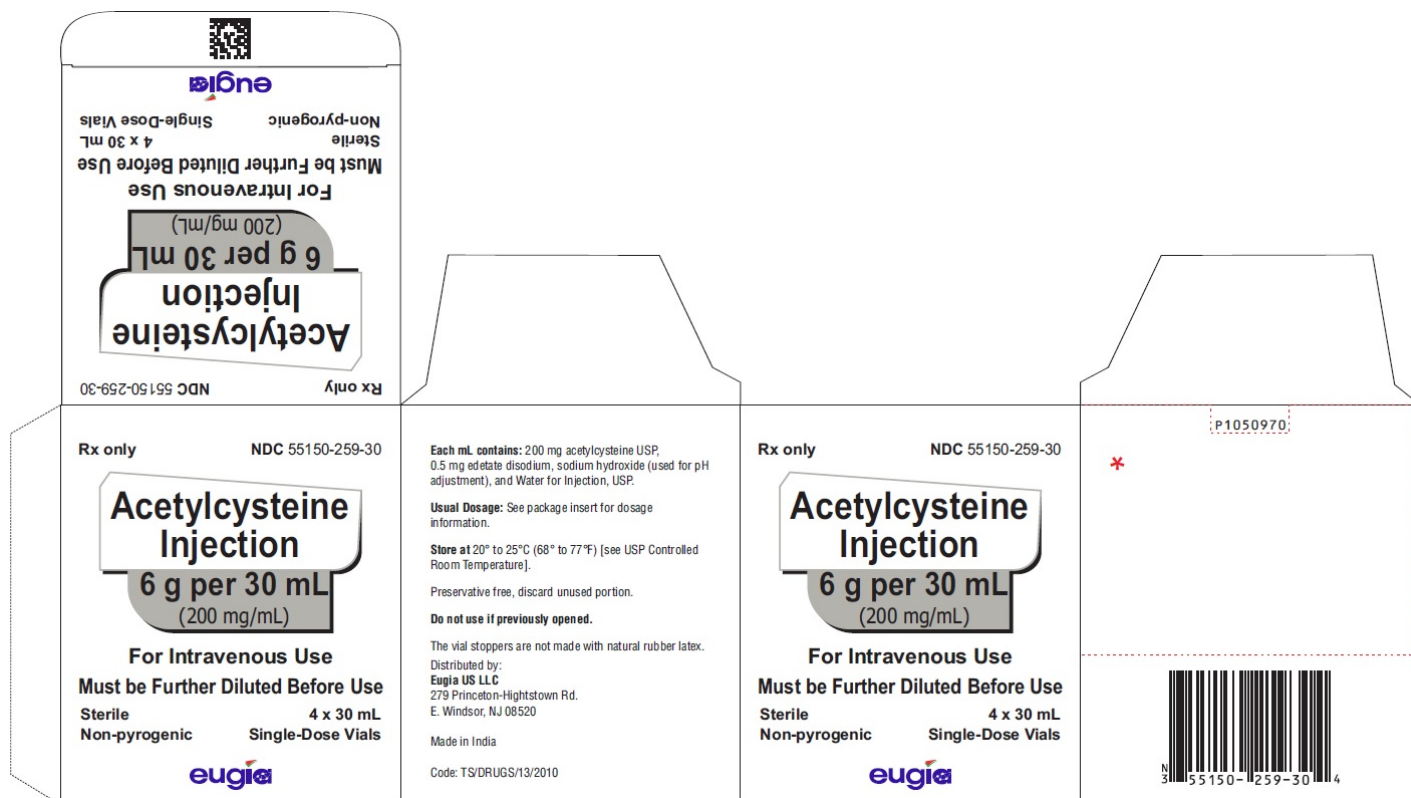 eugia
Sterile 4 x 30 mL
Non-pyrogenic Single-Dose Vials
Must be Further Diluted Before Use
For Intravenous Use
(200 mg/mL)
6 g per 30 mL
Acetylcysteine
Injection
Rx only NDC 55150-259-30
Rx only NDC 55150-259-30
Acetylcysteine
Injection
6 g per 30 mL
(200 mg/mL)
For Intravenous Use
Must be Further Diluted Before Use
Sterile 4 x 30 mL
Non-pyrogenic Single-Dose Vials
eugia
Each mL contains: 200 mg acetylcysteine USP,
0.5 mg edetate disodium, sodium hydroxide (used for pH
adjustment), and Water for Injection, USP.
Usual Dosage: See package insert for dosage
information.
Store at 20° to 25°C (68° to 77°F) [see USP Controlled
Room Temperature].
Preservative free, discard unused portion.
Do not use if previously opened.
The vial stoppers are not made with natural rubber latex.
Distributed by:
Eugia US LLC
279 Princeton-Hightstown Rd.
E. Windsor, NJ 08520
Made in India
Code: TS/DRUGS/13/2010
Rx only NDC 55150-259-30
Acetylcysteine
Injection
6 g per 30 mL
(200 mg/mL)
For Intravenous Use
Must be Further Diluted Before Use
Sterile 4 x 30 mL
Non-pyrogenic Single-Dose Vials
eugia
P1050970
*
N
3 55150-259-30 4